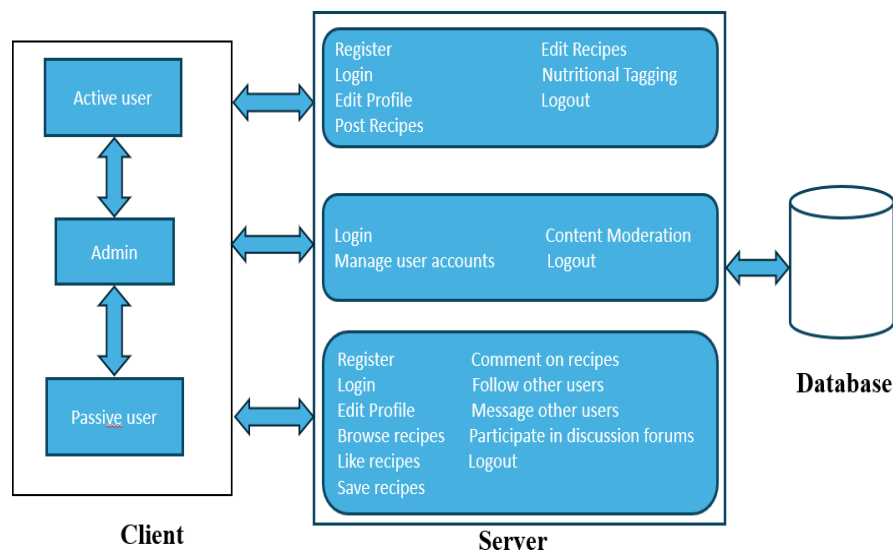 Active user
Admin
Passive user
Client
Register
Login
Edit Profile
Post Recipes
Edit Recipes
Nutritional Tagging
Logout
Login
Manage user accounts
Content Moderation
Logout
Register
Login
Edit Profile
Browse recipes
Like recipes
Save recipes
Comment on recipes
Follow other users
Message other users
Participate in discussion forums
Logout
Server
Database